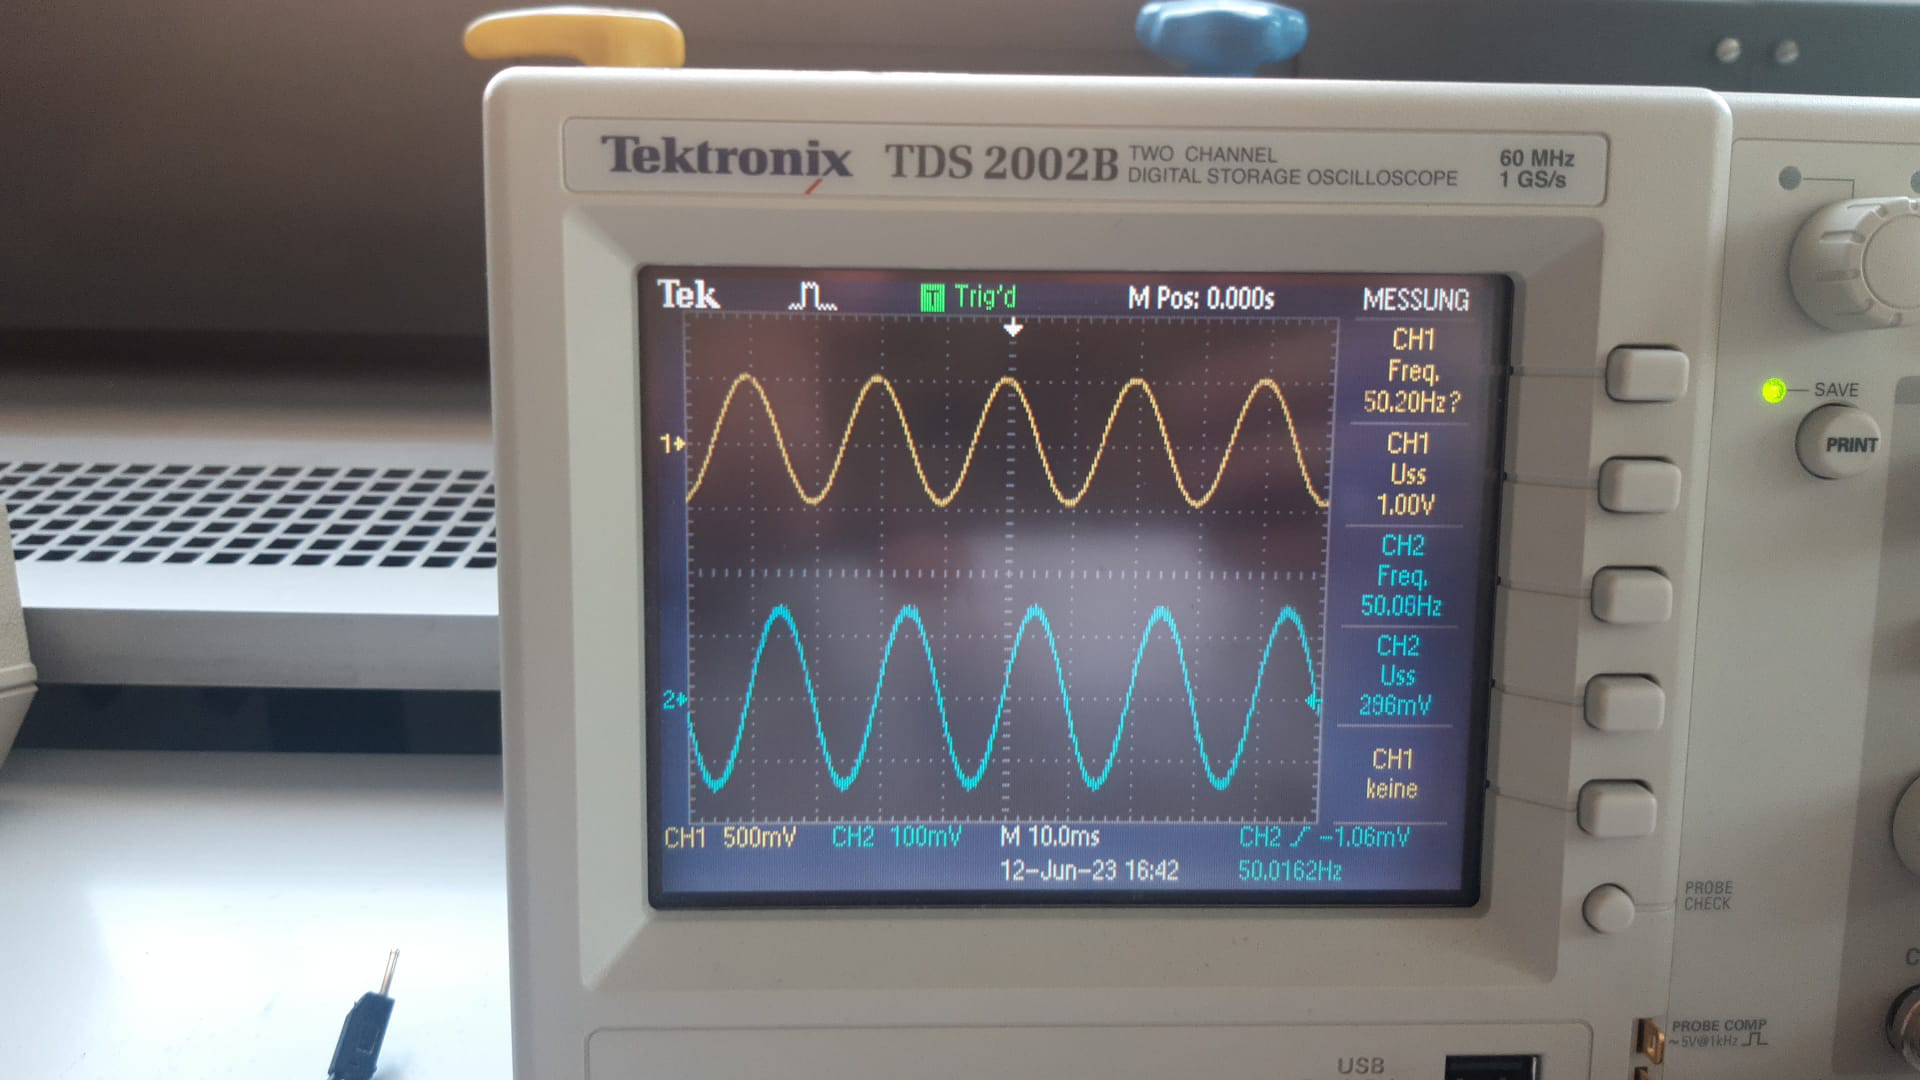 Tektronix TDS 2002B TWO CHANNEL DIGITAL STORAGE OSCILLOSCOPE 60 MHz 1 GS/s
Tek Trig'd M Pos: 0.000s MESSUNG
CH1
Freq.
50.20Hz?
1
CH1
Uss
1.00V
CH2
Freq.
50.08Hz
2
CH2
Uss
296mV
CH1
keine
CH1 500mV CH2 100mV M 10.0ms CH2 -1.06mV
12-Jun-23 16:42 50.0162Hz
SAVE
PRINT
PROBE
CHECK
PROBE COMP
~5V@1kHz
USB